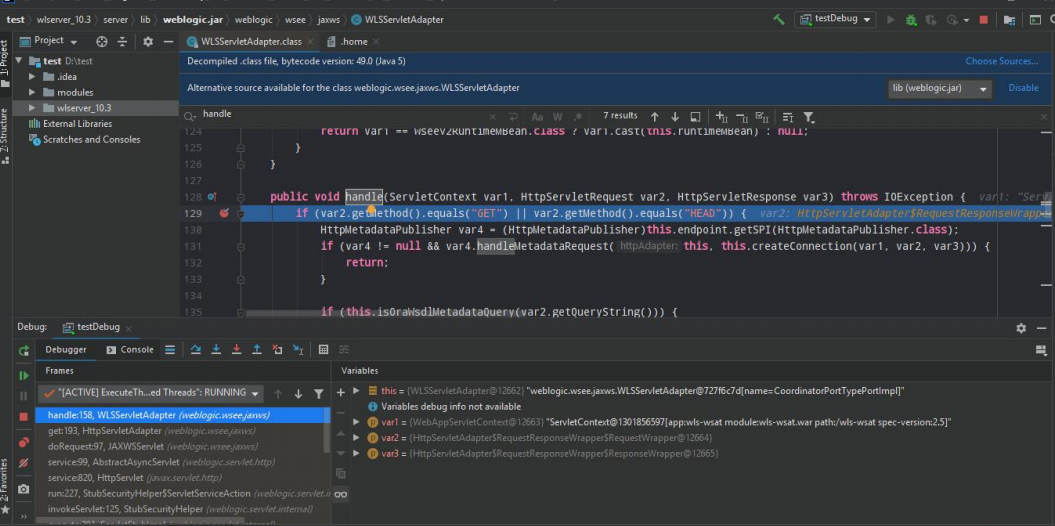 test wlserver_10.3 server lib weblogic.jar weblogic wsee jaxws WLSServletAdapter testDebug
Project WLSServletAdapter.class .home
1: Project
test D:\test
.idea
modules
wlserver_10.3
External Libraries
Scratches and Consoles
7: Structure
Decompiled .class file, bytecode version: 49.0 (Java 5) Choose Sources...
Alternative source available for the class weblogic.wsee.jaxws.WLSServletAdapter lib (weblogic.jar) Disable
handle Aa W .* 7 results
124 return var1 == WseeV2RuntimeMBean.class ? var1.cast(this.runtimeMBean) : null;
125 }
126 }
127
128 public void handle(ServletContext var1, HttpServletRequest var2, HttpServletResponse var3) throws IOException { var1: "Ser
129 if (var2.getMethod().equals("GET") || var2.getMethod().equals("HEAD")) { var2: HttpServletAdapter$RequestResponseWrapp
130 HttpMetadataPublisher var4 = (HttpMetadataPublisher)this.endpoint.getSPI(HttpMetadataPublisher.class);
131 if (var4 != null && var4.handleMetadataRequest( httpAdapter: this, this.createConnection(var1, var2, var3))) {
132 return;
133 }
134
135 if (this.isOraWsdlMetadataQuery(var2.getQueryString())) {
Debug: testDebug
Debugger Console
Frames
Variables
"[ACTIVE] ExecuteTh...ed Threads": RUNNING
handle:158, WLSServletAdapter (weblogic.wsee.jaxws)
get:193, HttpServletAdapter (weblogic.wsee.jaxws)
doRequest:97, JAXWSServlet (weblogic.wsee.jaxws)
service:99, AbstractAsyncServlet (weblogic.servlet.http)
service:820, HttpServlet (javax.servlet.http)
run:227, StubSecurityHelper$ServletServiceAction (weblogic.servlet.in
invokeServlet:125, StubSecurityHelper (weblogic.servlet.internal)
this = {WLSServletAdapter@12662} "weblogic.wsee.jaxws.WLSServletAdapter@727f6c7d[name=CoordinatorPortTypePortImpl]"
Variables debug info not available
var1 = {WebAppServletContext@12663} "ServletContext@1301856597[app:wls-wsat module:wls-wsat.war path:/wls-wsat spec-version:2.5]"
var2 = {HttpServletAdapter$RequestResponseWrapper$RequestWrapper@12664}
var3 = {HttpServletAdapter$RequestResponseWrapper$ResponseWrapper@12665}
2: Favorites